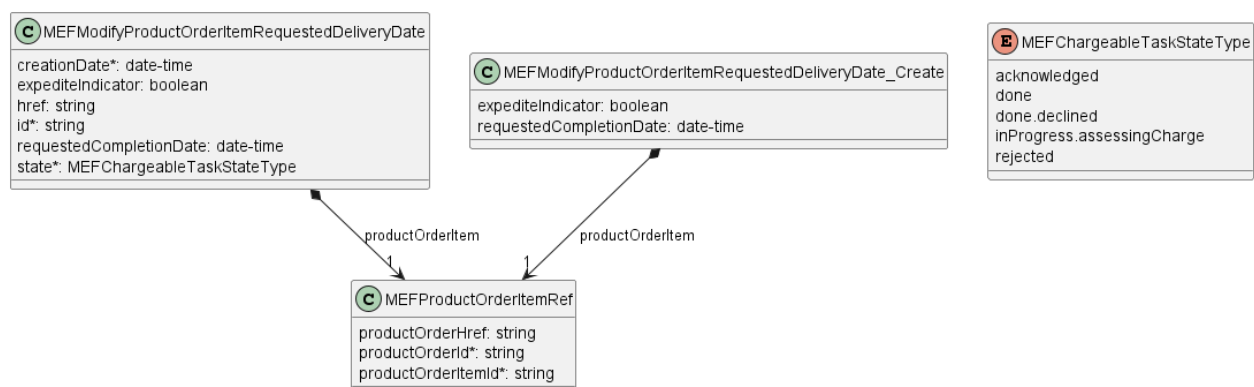 C MEFModifyProductOrderItemRequestedDeliveryDate
creationDate*: date-time
expediteIndicator: boolean
href: string
id*: string
requestedCompletionDate: date-time
state*: MEFChargeableTaskStateType
C MEFModifyProductOrderItemRequestedDeliveryDate_Create
expediteIndicator: boolean
requestedCompletionDate: date-time
E MEFChargeableTaskStateType
acknowledged
done
done.declined
inProgress.assessingCharge
rejected
productOrderItem
1
productOrderItem
1
C MEFProductOrderItemRef
productOrderHref: string
productOrderId*: string
productOrderItemId*: string